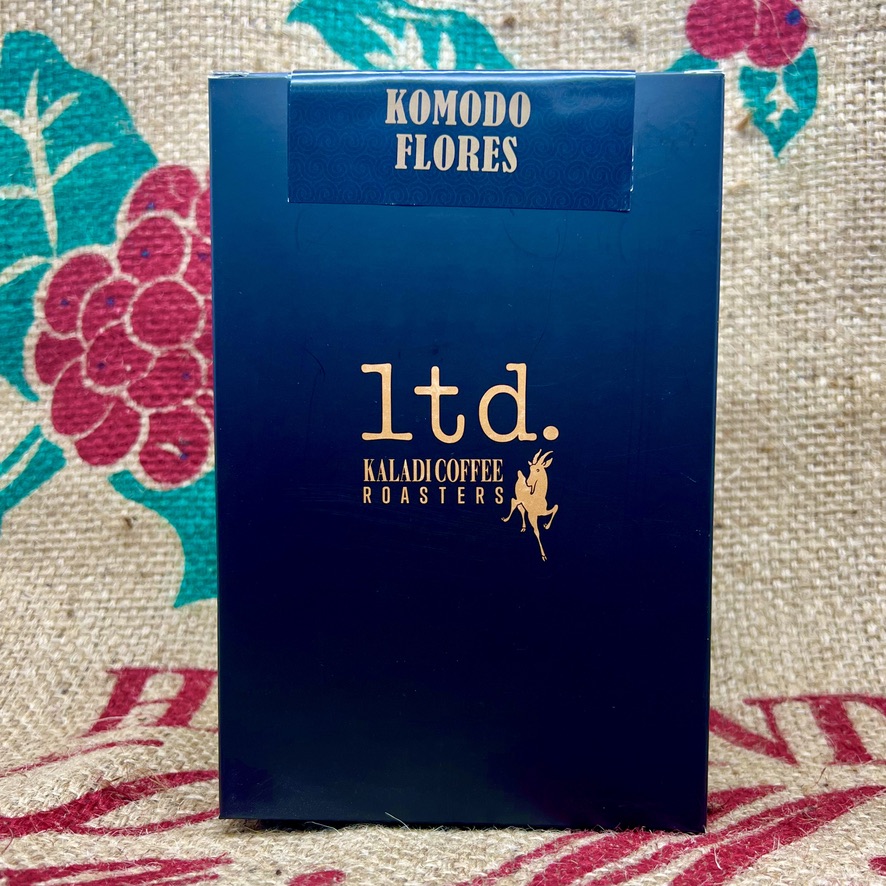 KOMODO
FLORES
ltd.
KALADI COFFEE
ROASTERS